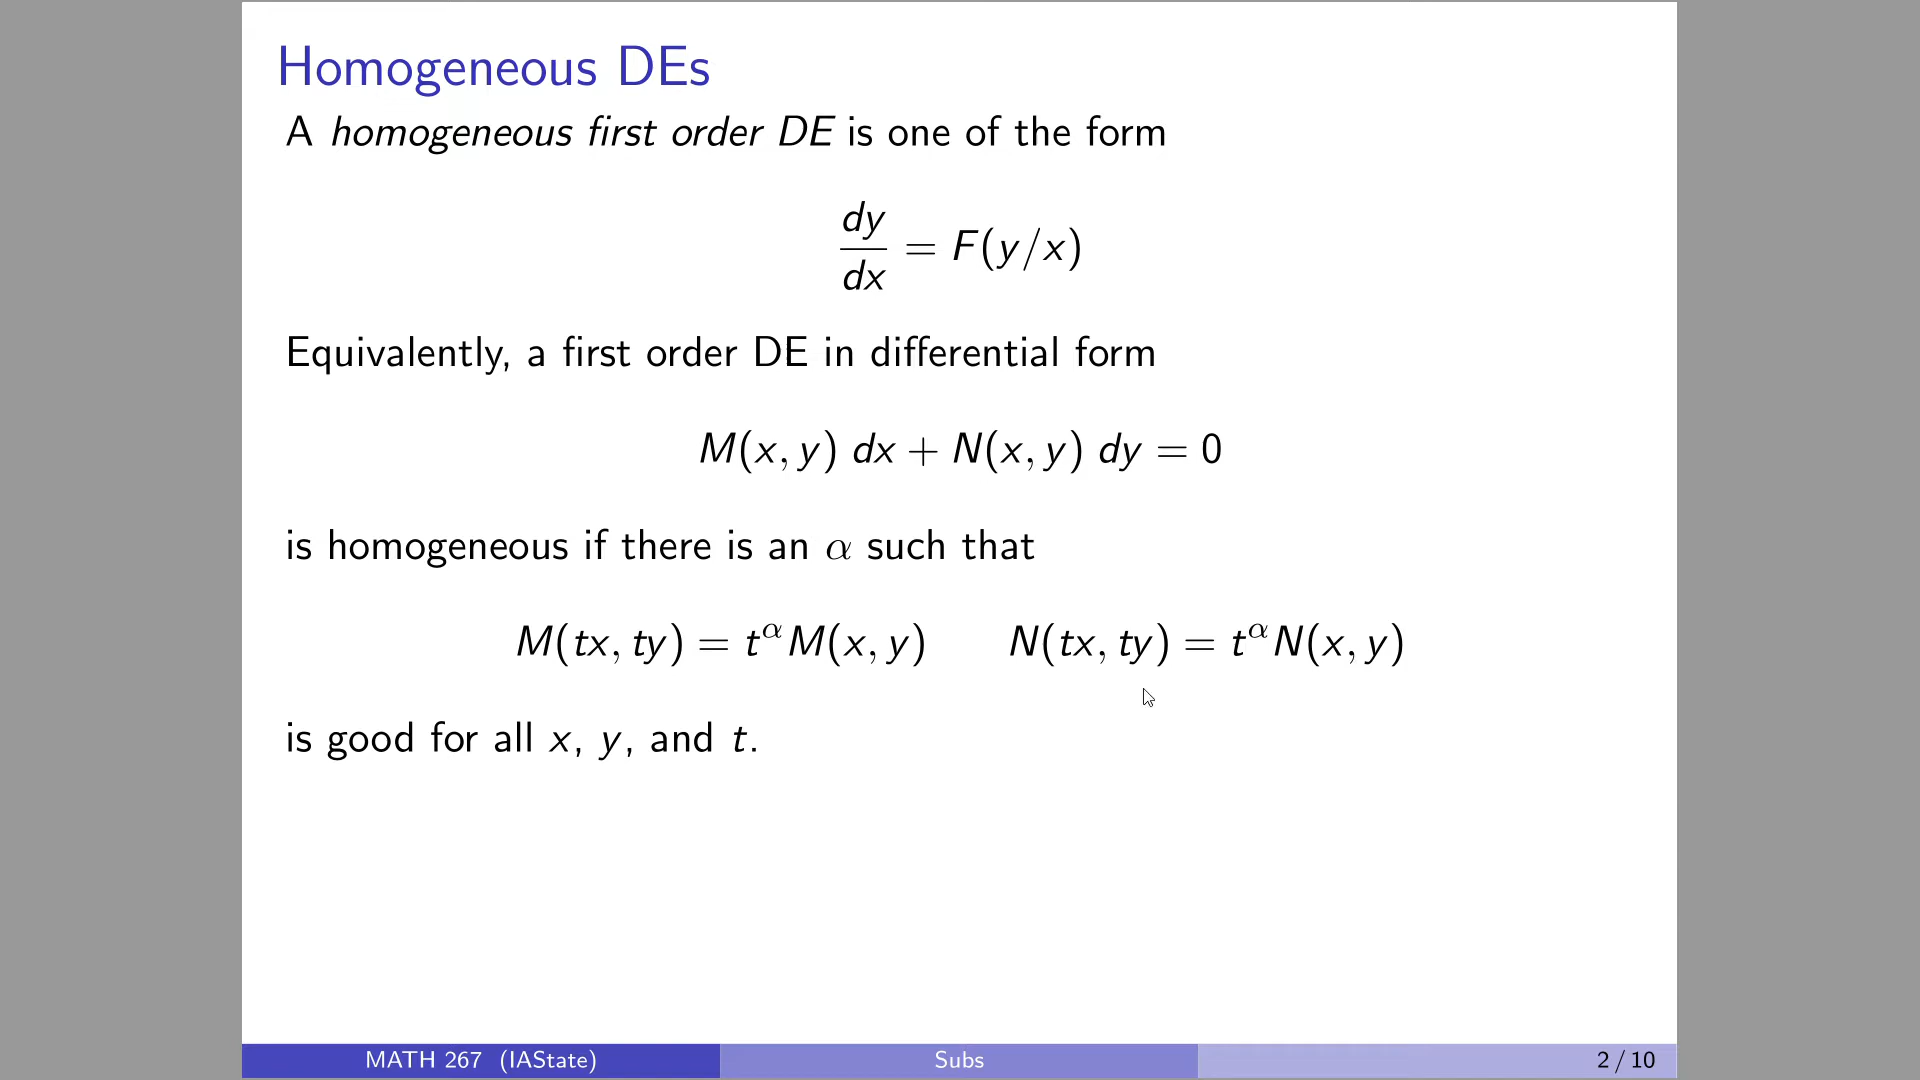 Homogeneous DEs
A homogeneous first order DE is one of the form
dy/dx = F(y/x)
Equivalently, a first order DE in differential form
M(x, y) dx + N(x, y) dy = 0
is homogeneous if there is an α such that
M(tx, ty) = t^α M(x, y)  N(tx, ty) = t^α N(x, y)
is good for all x, y, and t.
MATH 267 (IAState) Subs 2 / 10